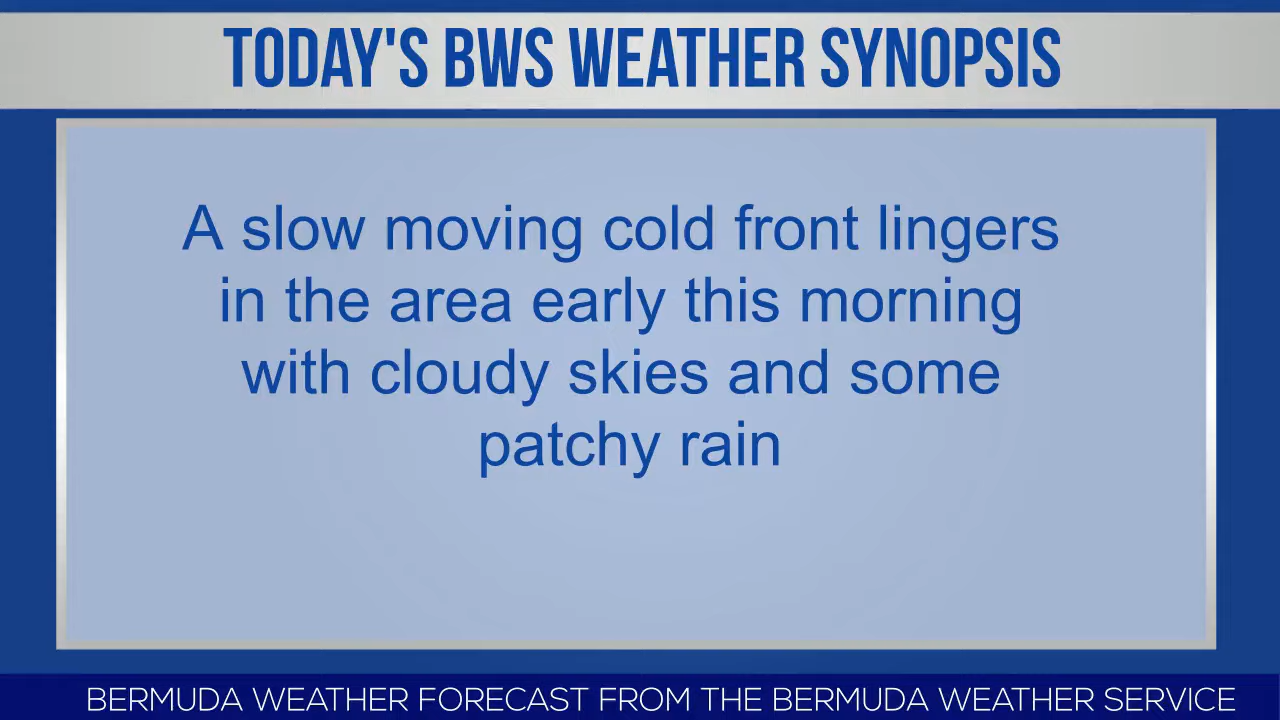 TODAY'S BWS WEATHER SYNOPSIS
A slow moving cold front lingers
in the area early this morning
with cloudy skies and some
patchy rain
BERMUDA WEATHER FORECAST FROM THE BERMUDA WEATHER SERVICE